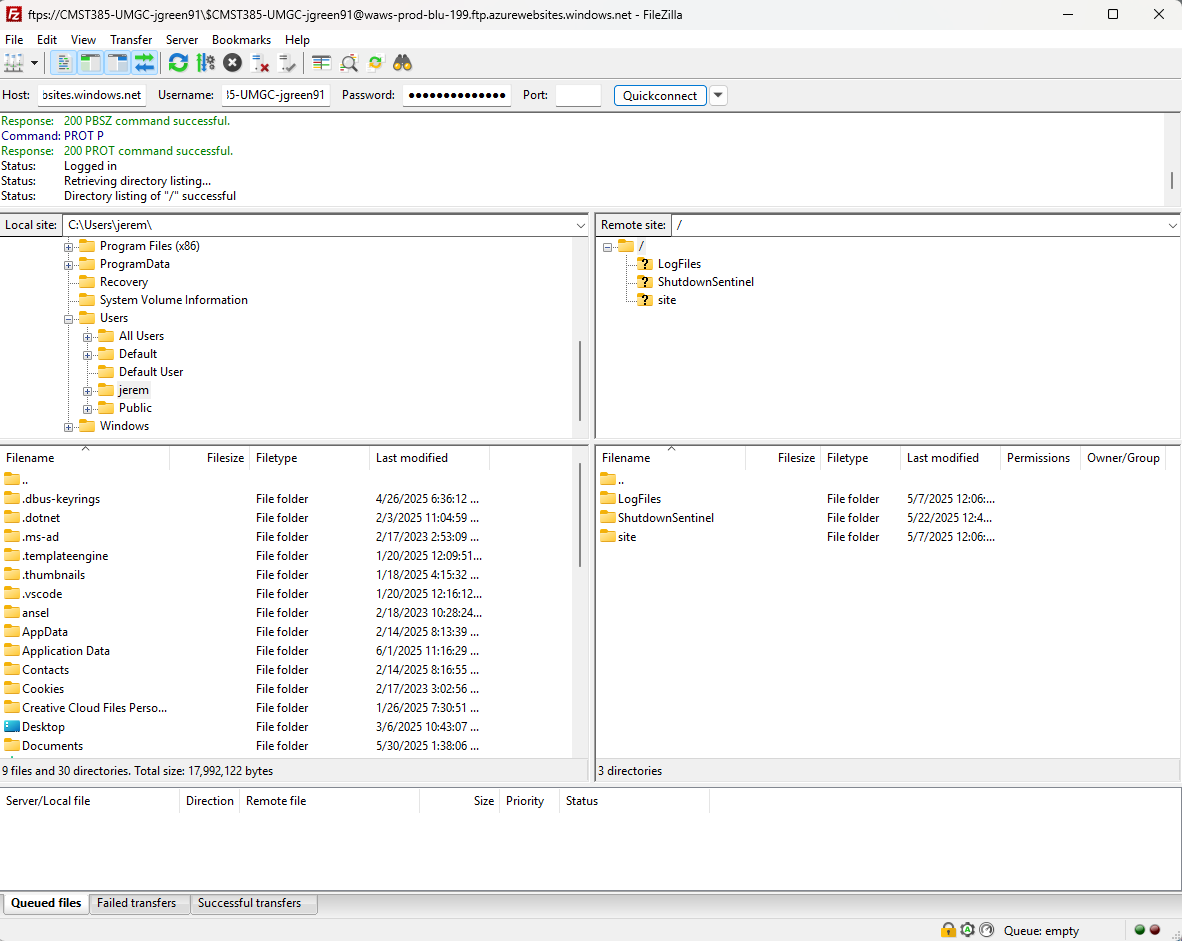 ftps://CMST385-UMGC-jgreen91\$CMST385-UMGC-jgreen91@waws-prod-blu-199.ftp.azurewebsites.windows.net - FileZilla
File Edit View Transfer Server Bookmarks Help
Host: osites.windows.net Username: 35-UMGC-jgreen91 Password: ●●●●●●●●●●●●●● Port: Quickconnect
Response: 200 PBSZ command successful.
Command: PROT P
Response: 200 PROT command successful.
Status: Logged in
Status: Retrieving directory listing...
Status: Directory listing of "/" successful
Local site: C:\Users\jerem\
Program Files (x86)
ProgramData
Recovery
System Volume Information
Users
All Users
Default
Default User
jerem
Public
Windows
Remote site: /
/
? LogFiles
? ShutdownSentinel
? site
Filename Filesize Filetype Last modified
..
.dbus-keyrings File folder 4/26/2025 6:36:12 ...
.dotnet File folder 2/3/2025 11:04:59 ...
.ms-ad File folder 2/17/2023 2:53:09 ...
.templateengine File folder 1/20/2025 12:09:51...
.thumbnails File folder 1/18/2025 4:15:32 ...
.vscode File folder 1/20/2025 12:16:12...
ansel File folder 2/18/2023 10:28:24...
AppData File folder 2/14/2025 8:13:39 ...
Application Data File folder 6/1/2025 11:16:29 ...
Contacts File folder 2/14/2025 8:16:55 ...
Cookies File folder 2/17/2023 3:02:56 ...
Creative Cloud Files Perso... File folder 1/26/2025 7:30:51 ...
Desktop File folder 3/6/2025 10:43:07 ...
Documents File folder 5/30/2025 1:38:06 ...
9 files and 30 directories. Total size: 17,992,122 bytes
Filename Filesize Filetype Last modified Permissions Owner/Group
..
LogFiles File folder 5/7/2025 12:06:...
ShutdownSentinel File folder 5/22/2025 12:4...
site File folder 5/7/2025 12:06:...
3 directories
Server/Local file Direction Remote file Size Priority Status
Queued files Failed transfers Successful transfers
Queue: empty